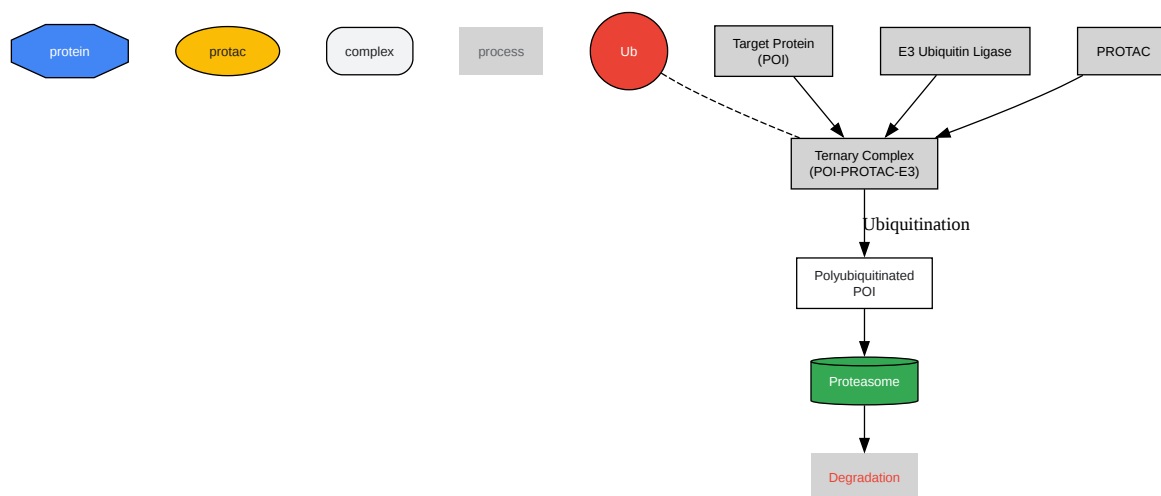 protein
protac
complex
process
Ub
Target Protein
(POI)
E3 Ubiquitin Ligase
PROTAC
Ternary Complex
(POI-PROTAC-E3)
Ubiquitination
Polyubiquitinated
POI
Proteasome
Degradation